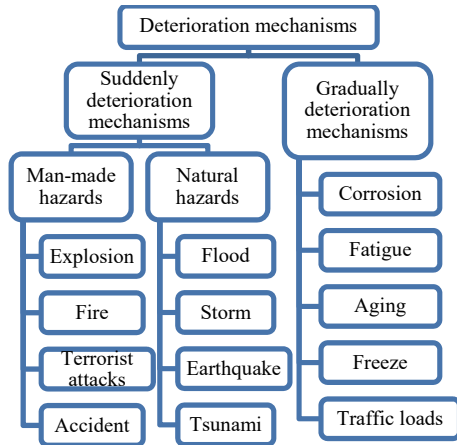 Deterioration mechanisms
Suddenly
deterioration
mechanisms
Gradually
deterioration
mechanisms
Man-made
hazards
Natural
hazards
Explosion
Fire
Terrorist
attacks
Accident
Flood
Storm
Earthquake
Tsunami
Corrosion
Fatigue
Aging
Freeze
Traffic loads